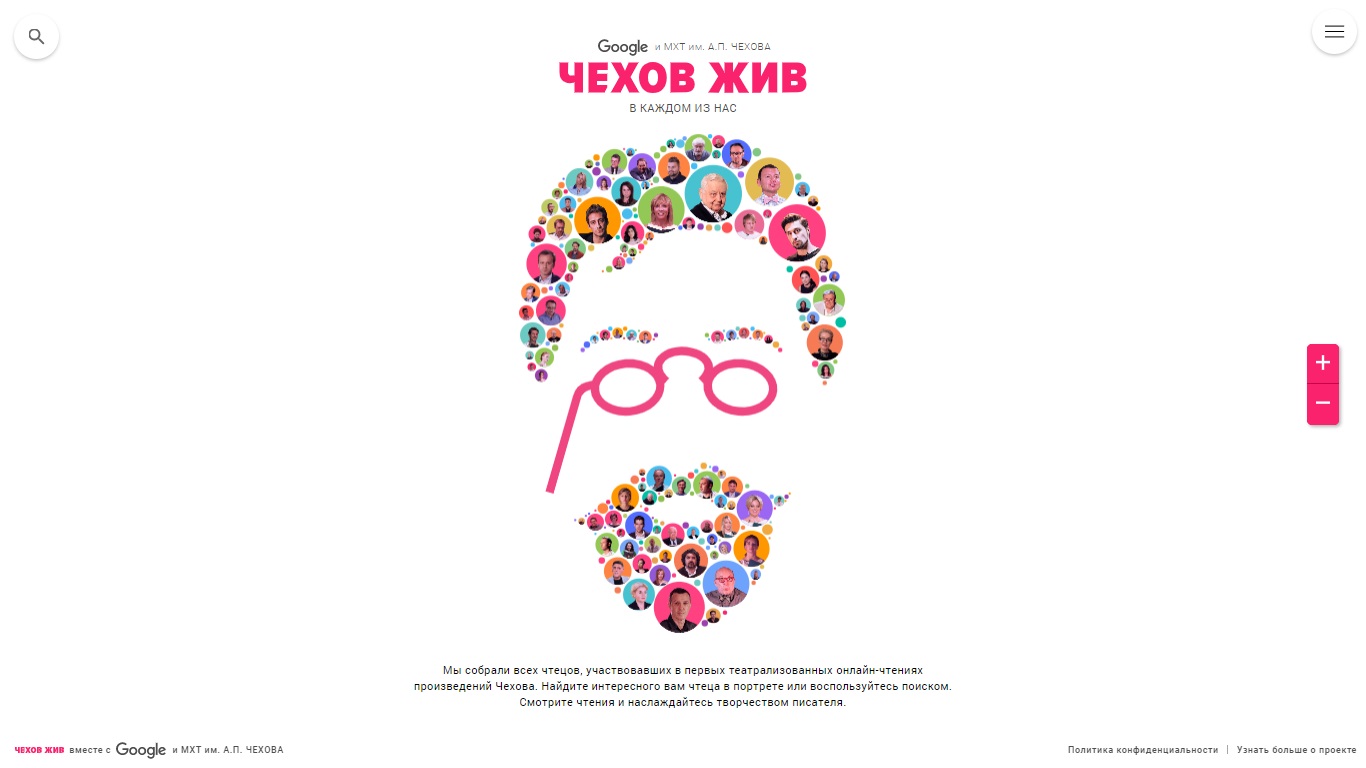 Google и МХТ им. А.П. ЧЕХОВА
ЧЕХОВ ЖИВ
В КАЖДОМ ИЗ НАС
Мы собрали всех чтецов, участвовавших в первых театрализованных онлайн-чтениях
произведений Чехова. Найдите интересного вам чтеца в портрете или воспользуйтесь поиском.
Смотрите чтения и наслаждайтесь творчеством писателя.
ЧЕХОВ ЖИВ вместе с Google и МХТ им. А.П. ЧЕХОВА
Политика конфиденциальности | Узнать больше о проекте